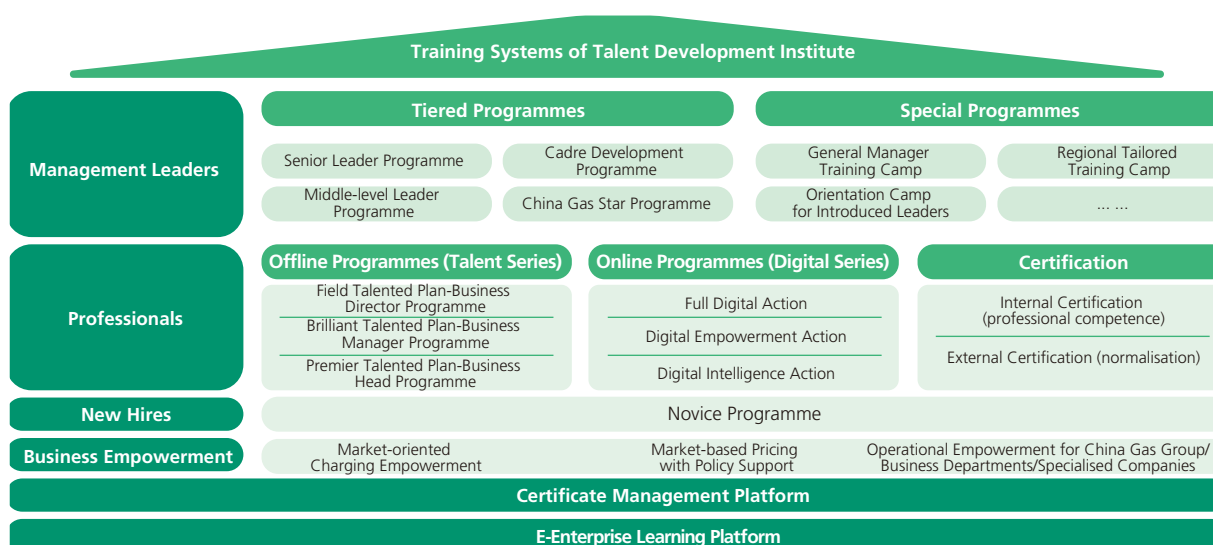 Training Systems of Talent Development Institute
Management Leaders
Tiered Programmes
Special Programmes
Senior Leader Programme
Cadre Development
Programme
General Manager
Training Camp
Regional Tailored
Training Camp
Middle-level Leader
Programme
China Gas Star Programme
Orientation Camp
for Introduced Leaders
... ...
Professionals
Offline Programmes (Talent Series)
Online Programmes (Digital Series)
Certification
Field Talented Plan-Business
Director Programme
Brilliant Talented Plan-Business
Manager Programme
Premier Talented Plan-Business
Head Programme
Full Digital Action
Digital Empowerment Action
Digital Intelligence Action
Internal Certification
(professional competence)
External Certification (normalisation)
New Hires
Novice Programme
Business Empowerment
Market-oriented
Charging Empowerment
Market-based Pricing
with Policy Support
Operational Empowerment for China Gas Group/
Business Departments/Specialised Companies
Certificate Management Platform
E-Enterprise Learning Platform